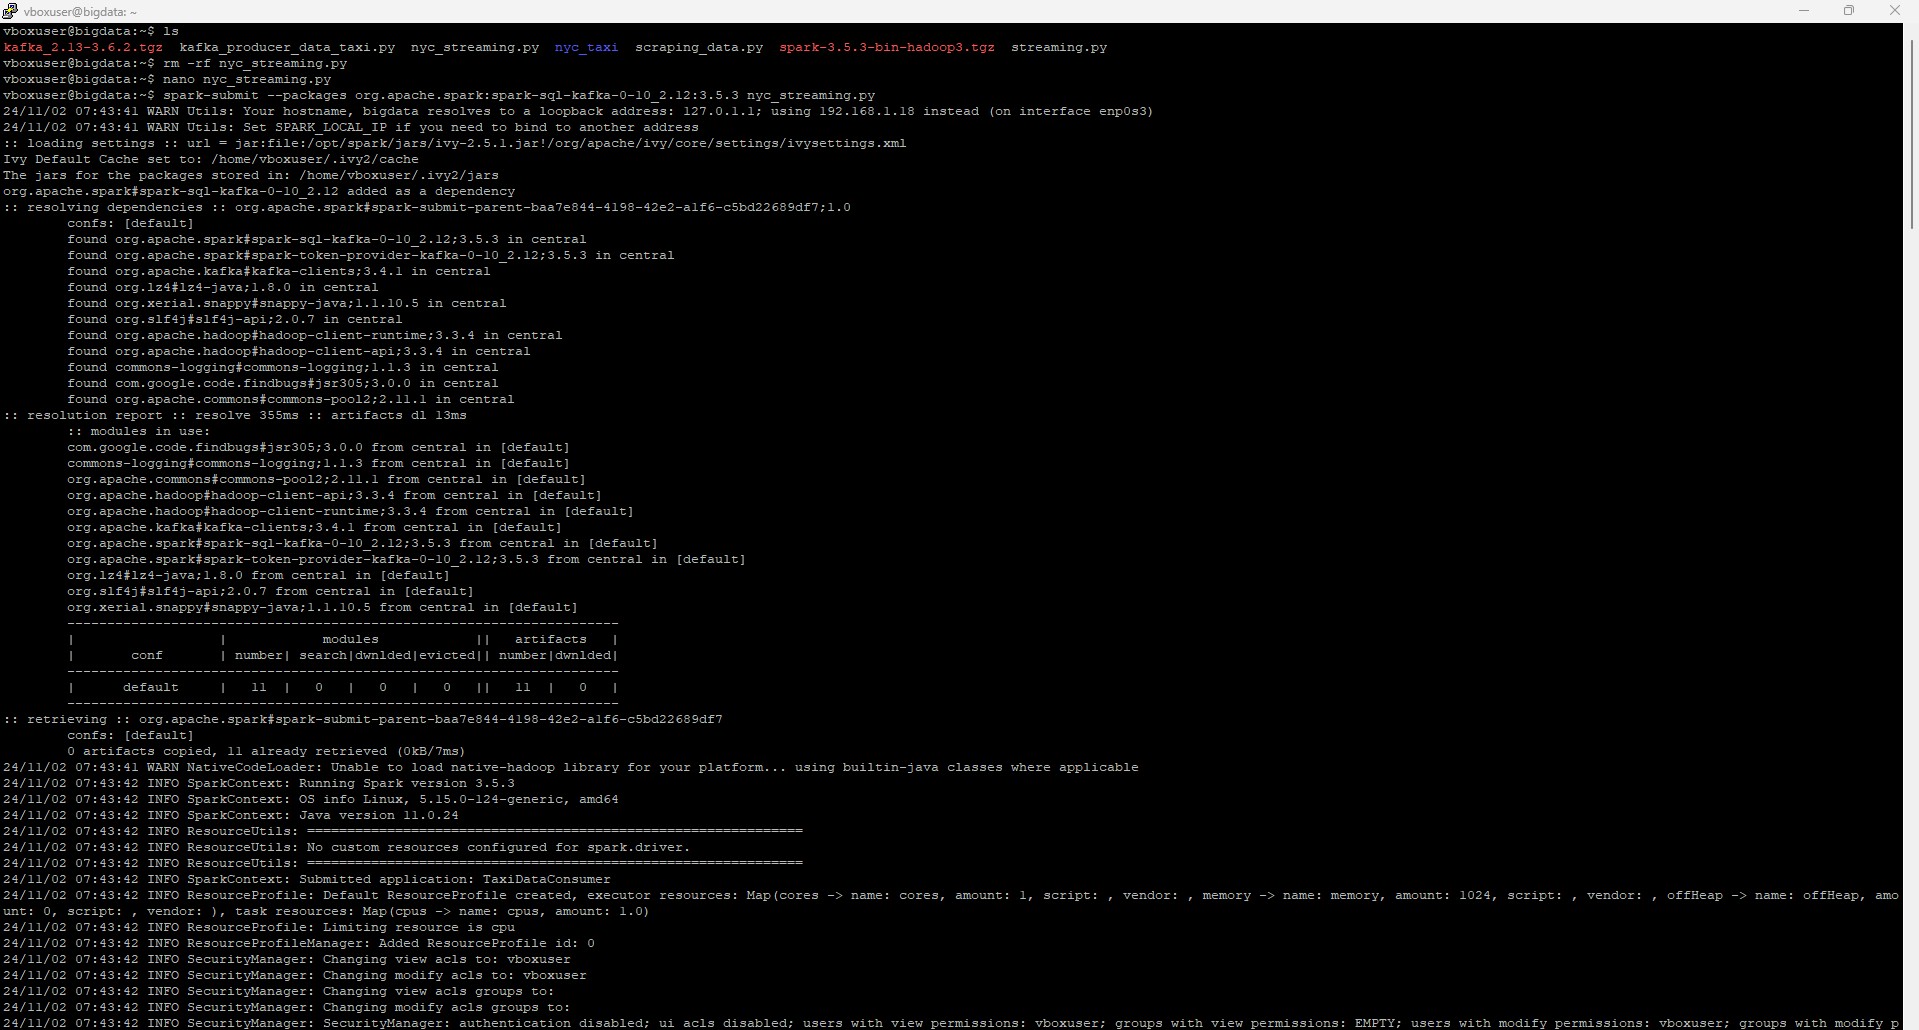 vboxuser@bigdata: ~
vboxuser@bigdata:~$ ls
kafka_2.13-3.6.2.tgz  kafka_producer_data_taxi.py  nyc_streaming.py  nyc_taxi  scraping_data.py  spark-3.5.3-bin-hadoop3.tgz  streaming.py
vboxuser@bigdata:~$ rm -rf nyc_streaming.py
vboxuser@bigdata:~$ nano nyc_streaming.py
vboxuser@bigdata:~$ spark-submit --packages org.apache.spark:spark-sql-kafka-0-10_2.12:3.5.3 nyc_streaming.py
24/11/02 07:43:41 WARN Utils: Your hostname, bigdata resolves to a loopback address: 127.0.1.1; using 192.168.1.18 instead (on interface enp0s3)
24/11/02 07:43:41 WARN Utils: Set SPARK_LOCAL_IP if you need to bind to another address
:: loading settings :: url = jar:file:/opt/spark/jars/ivy-2.5.1.jar!/org/apache/ivy/core/settings/ivysettings.xml
Ivy Default Cache set to: /home/vboxuser/.ivy2/cache
The jars for the packages stored in: /home/vboxuser/.ivy2/jars
org.apache.spark#spark-sql-kafka-0-10_2.12 added as a dependency
:: resolving dependencies :: org.apache.spark#spark-submit-parent-baa7e844-4198-42e2-a1f6-c5bd22689df7;1.0
        confs: [default]
        found org.apache.spark#spark-sql-kafka-0-10_2.12;3.5.3 in central
        found org.apache.spark#spark-token-provider-kafka-0-10_2.12;3.5.3 in central
        found org.apache.kafka#kafka-clients;3.4.1 in central
        found org.lz4#lz4-java;1.8.0 in central
        found org.xerial.snappy#snappy-java;1.1.10.5 in central
        found org.slf4j#slf4j-api;2.0.7 in central
        found org.apache.hadoop#hadoop-client-runtime;3.3.4 in central
        found org.apache.hadoop#hadoop-client-api;3.3.4 in central
        found commons-logging#commons-logging;1.1.3 in central
        found com.google.code.findbugs#jsr305;3.0.0 in central
        found org.apache.commons#commons-pool2;2.11.1 in central
:: resolution report :: resolve 355ms :: artifacts dl 13ms
        :: modules in use:
        com.google.code.findbugs#jsr305;3.0.0 from central in [default]
        commons-logging#commons-logging;1.1.3 from central in [default]
        org.apache.commons#commons-pool2;2.11.1 from central in [default]
        org.apache.hadoop#hadoop-client-api;3.3.4 from central in [default]
        org.apache.hadoop#hadoop-client-runtime;3.3.4 from central in [default]
        org.apache.kafka#kafka-clients;3.4.1 from central in [default]
        org.apache.spark#spark-sql-kafka-0-10_2.12;3.5.3 from central in [default]
        org.apache.spark#spark-token-provider-kafka-0-10_2.12;3.5.3 from central in [default]
        org.lz4#lz4-java;1.8.0 from central in [default]
        org.slf4j#slf4j-api;2.0.7 from central in [default]
        org.xerial.snappy#snappy-java;1.1.10.5 from central in [default]
        ---------------------------------------------------------------------
        |                  |            modules            ||   artifacts   |
        |       conf       | number| search|dwnlded|evicted|| number|dwnlded|
        ---------------------------------------------------------------------
        |      default     |   11  |   0   |   0   |   0   ||   11  |   0   |
        ---------------------------------------------------------------------
:: retrieving :: org.apache.spark#spark-submit-parent-baa7e844-4198-42e2-a1f6-c5bd22689df7
        confs: [default]
        0 artifacts copied, 11 already retrieved (0kB/7ms)
24/11/02 07:43:41 WARN NativeCodeLoader: Unable to load native-hadoop library for your platform... using builtin-java classes where applicable
24/11/02 07:43:42 INFO SparkContext: Running Spark version 3.5.3
24/11/02 07:43:42 INFO SparkContext: OS info Linux, 5.15.0-124-generic, amd64
24/11/02 07:43:42 INFO SparkContext: Java version 11.0.24
24/11/02 07:43:42 INFO ResourceUtils: ==============================================================
24/11/02 07:43:42 INFO ResourceUtils: No custom resources configured for spark.driver.
24/11/02 07:43:42 INFO ResourceUtils: ==============================================================
24/11/02 07:43:42 INFO SparkContext: Submitted application: TaxiDataConsumer
24/11/02 07:43:42 INFO ResourceProfile: Default ResourceProfile created, executor resources: Map(cores -> name: cores, amount: 1, script: , vendor: , memory -> name: memory, amount: 1024, script: , vendor: , offHeap -> name: offHeap, amo
unt: 0, script: , vendor: ), task resources: Map(cpus -> name: cpus, amount: 1.0)
24/11/02 07:43:42 INFO ResourceProfile: Limiting resource is cpu
24/11/02 07:43:42 INFO ResourceProfileManager: Added ResourceProfile id: 0
24/11/02 07:43:42 INFO SecurityManager: Changing view acls to: vboxuser
24/11/02 07:43:42 INFO SecurityManager: Changing modify acls to: vboxuser
24/11/02 07:43:42 INFO SecurityManager: Changing view acls groups to:
24/11/02 07:43:42 INFO SecurityManager: Changing modify acls groups to:
24/11/02 07:43:42 INFO SecurityManager: SecurityManager: authentication disabled; ui acls disabled; users with view permissions: vboxuser; groups with view permissions: EMPTY; users with modify permissions: vboxuser; groups with modify p